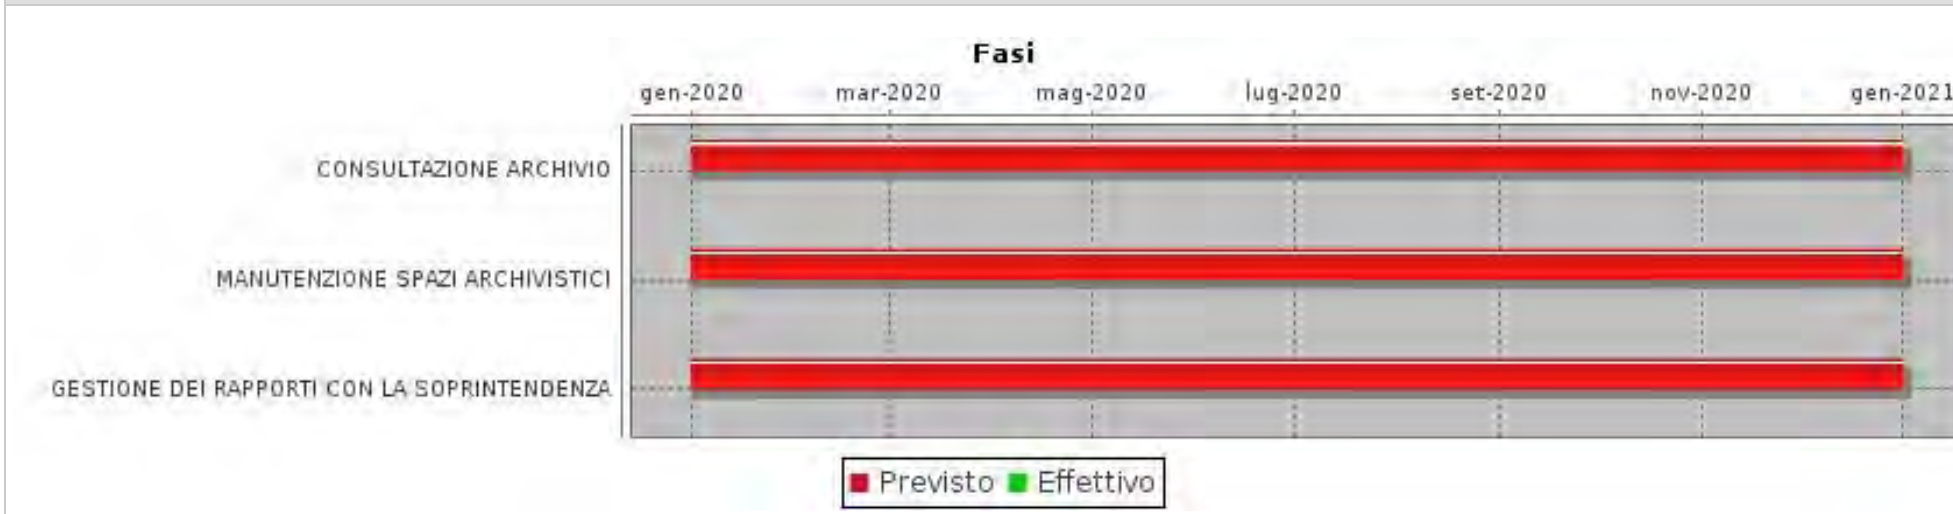 Fasi
gen-2020 mar-2020 mag-2020 lug-2020 set-2020 nov-2020 gen-2021
CONSULTAZIONE ARCHIVIO
MANUTENZIONE SPAZI ARCHIVISTICI
GESTIONE DEI RAPPORTI CON LA SOPRINTENDENZA
Previsto Effettivo